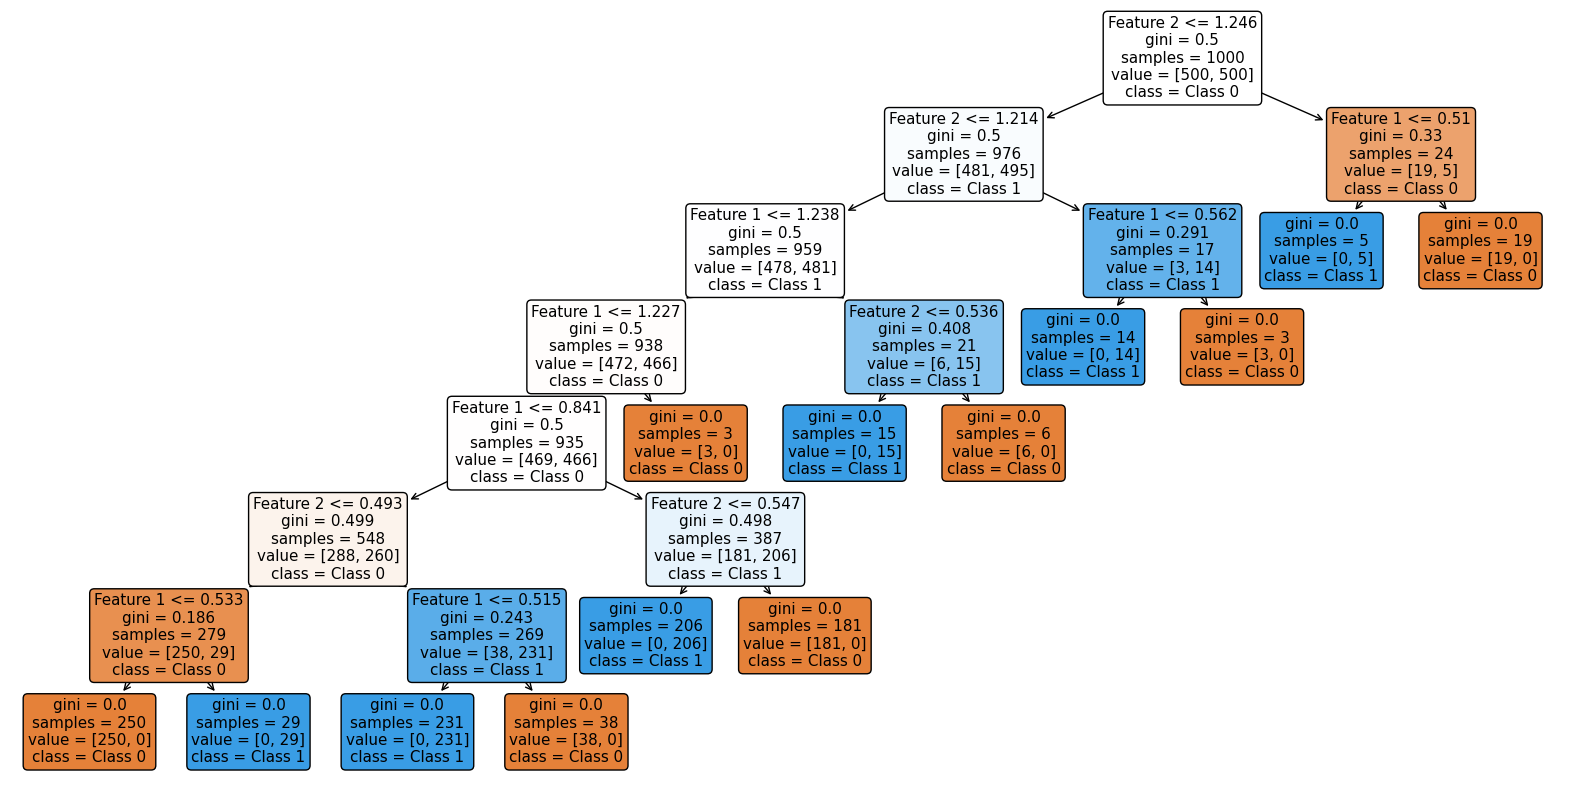 Feature 2 <= 1.246
gini = 0.5
samples = 1000
value = [500, 500]
class = Class 0
Feature 2 <= 1.214
gini = 0.5
samples = 976
value = [481, 495]
class = Class 1
Feature 1 <= 0.51
gini = 0.33
samples = 24
value = [19, 5]
class = Class 0
Feature 1 <= 1.238
gini = 0.5
samples = 959
value = [478, 481]
class = Class 1
Feature 1 <= 0.562
gini = 0.291
samples = 17
value = [3, 14]
class = Class 1
gini = 0.0
samples = 5
value = [0, 5]
class = Class 1
gini = 0.0
samples = 19
value = [19, 0]
class = Class 0
Feature 1 <= 1.227
gini = 0.5
samples = 938
value = [472, 466]
class = Class 0
Feature 2 <= 0.536
gini = 0.408
samples = 21
value = [6, 15]
class = Class 1
gini = 0.0
samples = 14
value = [0, 14]
class = Class 1
gini = 0.0
samples = 3
value = [3, 0]
class = Class 0
Feature 1 <= 0.841
gini = 0.5
samples = 935
value = [469, 466]
class = Class 0
gini = 0.0
samples = 3
value = [3, 0]
class = Class 0
gini = 0.0
samples = 15
value = [0, 15]
class = Class 1
gini = 0.0
samples = 6
value = [6, 0]
class = Class 0
Feature 2 <= 0.493
gini = 0.499
samples = 548
value = [288, 260]
class = Class 0
Feature 2 <= 0.547
gini = 0.498
samples = 387
value = [181, 206]
class = Class 1
Feature 1 <= 0.533
gini = 0.186
samples = 279
value = [250, 29]
class = Class 0
Feature 1 <= 0.515
gini = 0.243
samples = 269
value = [38, 231]
class = Class 1
gini = 0.0
samples = 206
value = [0, 206]
class = Class 1
gini = 0.0
samples = 181
value = [181, 0]
class = Class 0
gini = 0.0
samples = 250
value = [250, 0]
class = Class 0
gini = 0.0
samples = 29
value = [0, 29]
class = Class 1
gini = 0.0
samples = 231
value = [0, 231]
class = Class 1
gini = 0.0
samples = 38
value = [38, 0]
class = Class 0